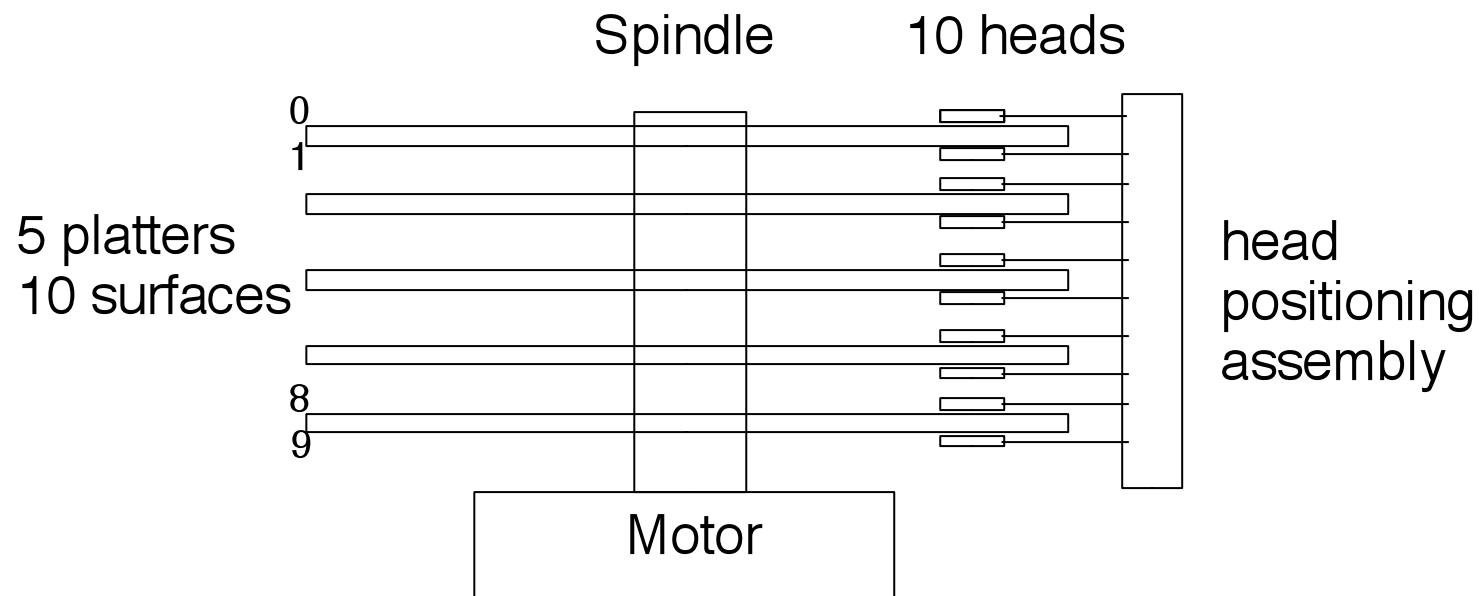 Spindle
10 heads
0
1
5 platters
10 surfaces
head
positioning
assembly
8
9
Motor